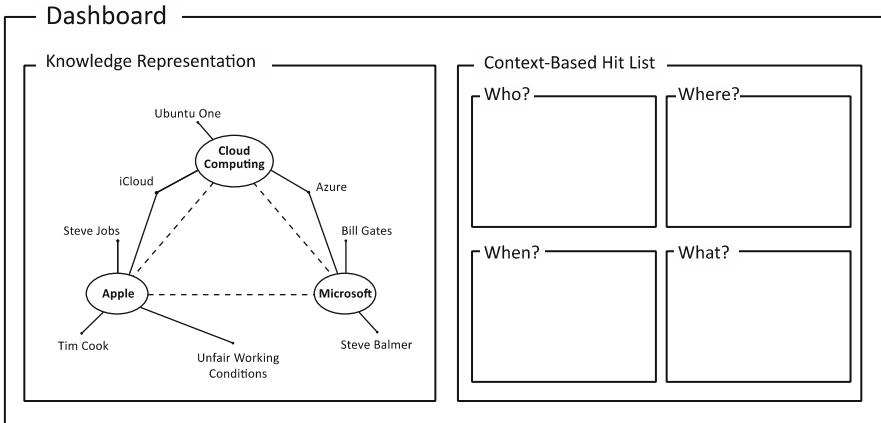 Dashboard
Knowledge Representation
Ubuntu One
Cloud
Computing
iCloud
Azure
Steve Jobs
Bill Gates
Apple
Microsoft
Tim Cook
Steve Balmer
Unfair Working
Conditions
Context-Based Hit List
Who?
Where?
When?
What?